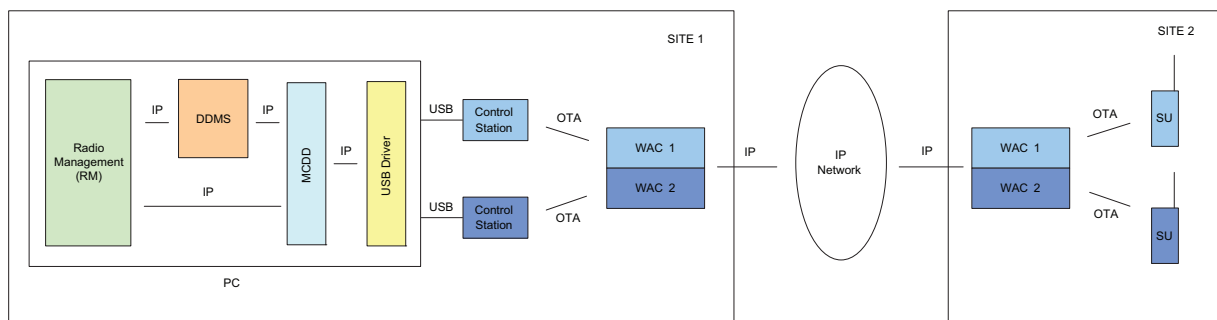 SITE 1
SITE 2
Radio
Management
(RM)
IP
DDMS
IP
MCDD
IP
USB Driver
IP
PC
USB
Control
Station
OTA
USB
Control
Station
OTA
WAC 1
WAC 2
IP
IP
Network
IP
WAC 1
WAC 2
OTA
SU
OTA
SU